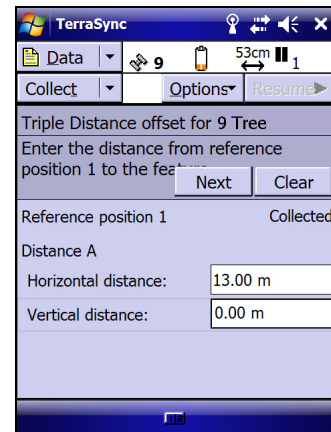 TerraSync
Data 9 53cm 1
Collect Options Resume
Triple Distance offset for 9 Tree
Enter the distance from reference
position 1 to the
Next Clear
Reference position 1 Collected
Distance A
Horizontal distance: 13.00 m
Vertical distance: 0.00 m